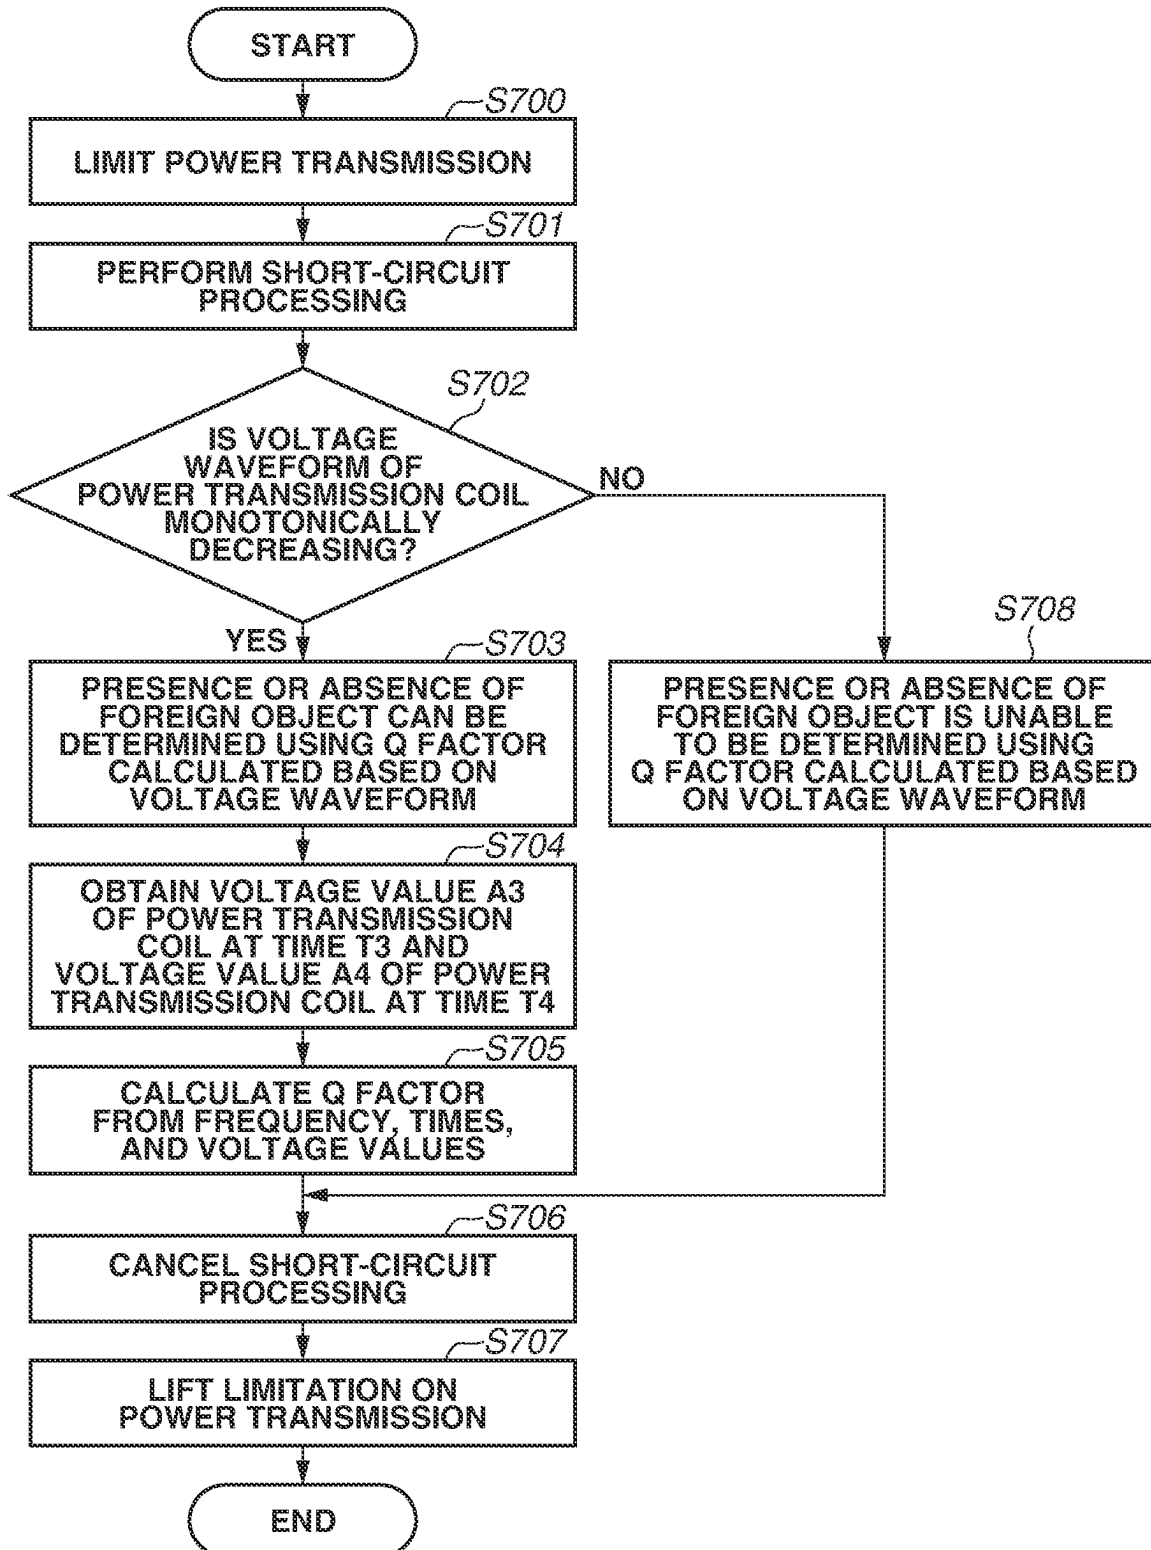 START
S700
LIMIT POWER TRANSMISSION
S701
PERFORM SHORT-CIRCUIT
PROCESSING
S702
IS VOLTAGE
WAVEFORM OF
POWER TRANSMISSION COIL
MONOTONICALLY
DECREASING?
NO
YES
S703
PRESENCE OR ABSENCE OF
FOREIGN OBJECT CAN BE
DETERMINED USING Q FACTOR
CALCULATED BASED ON
VOLTAGE WAVEFORM
S708
PRESENCE OR ABSENCE OF
FOREIGN OBJECT IS UNABLE
TO BE DETERMINED USING
Q FACTOR CALCULATED BASED
ON VOLTAGE WAVEFORM
S704
OBTAIN VOLTAGE VALUE A3
OF POWER TRANSMISSION
COIL AT TIME T3 AND
VOLTAGE VALUE A4 OF POWER
TRANSMISSION COIL AT TIME T4
S705
CALCULATE Q FACTOR
FROM FREQUENCY, TIMES,
AND VOLTAGE VALUES
S706
CANCEL SHORT-CIRCUIT
PROCESSING
S707
LIFT LIMITATION ON
POWER TRANSMISSION
END